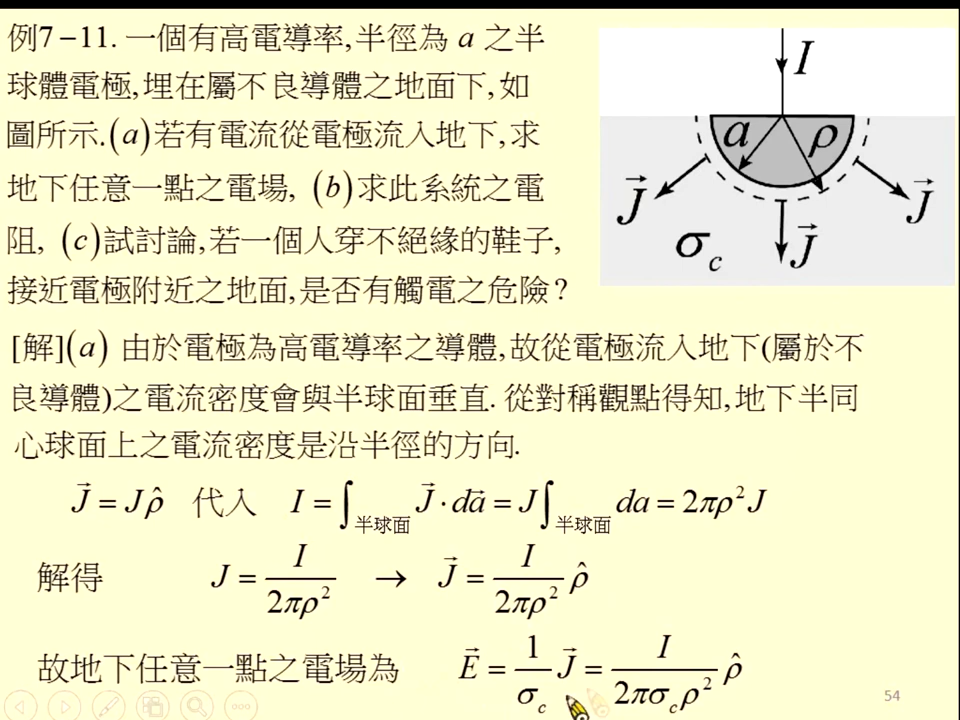 例7−11. 一個有高電導率,半徑為 a 之半
球體電極,埋在屬不良導體之地面下,如
圖所示.(a)若有電流從電極流入地下,求
地下任意一點之電場, (b)求此系統之電
阻, (c)試討論,若一個人穿不絕緣的鞋子,
接近電極附近之地面,是否有觸電之危險?
I
a ρ
J⃗ J⃗ J⃗
σ_c
[解](a) 由於電極為高電導率之導體,故從電極流入地下(屬於不
良導體)之電流密度會與半球面垂直. 從對稱觀點得知,地下半同
心球面上之電流密度是沿半徑的方向.
J⃗ = Jρ̂ 代入 I = ∫_半球面 J⃗ · da⃗ = J∫_半球面 da = 2πρ²J
解得 J = I/(2πρ²) → J⃗ = I/(2πρ²) ρ̂
故地下任意一點之電場為 E⃗ = 1/σ_c J⃗ = I/(2πσ_cρ²) ρ̂
54